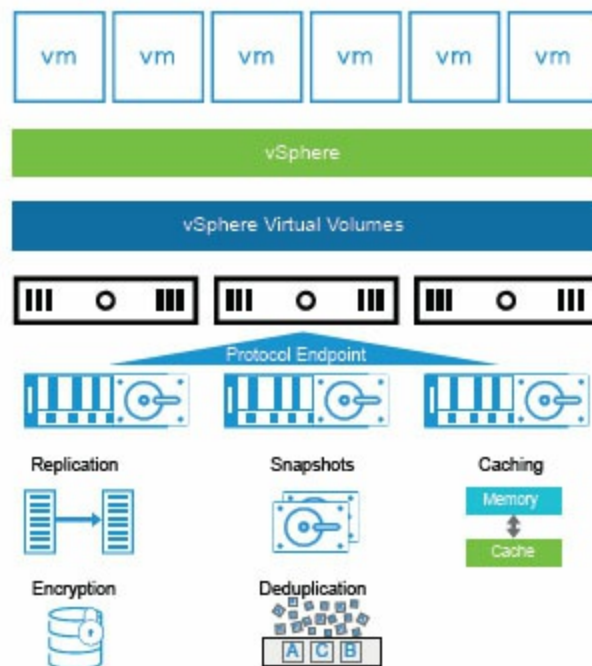 vm vm vm vm vm vm
vSphere
vSphere Virtual Volumes
Protocol Endpoint
Replication Snapshots Caching
Memory
Cache
Encryption Deduplication
A C B